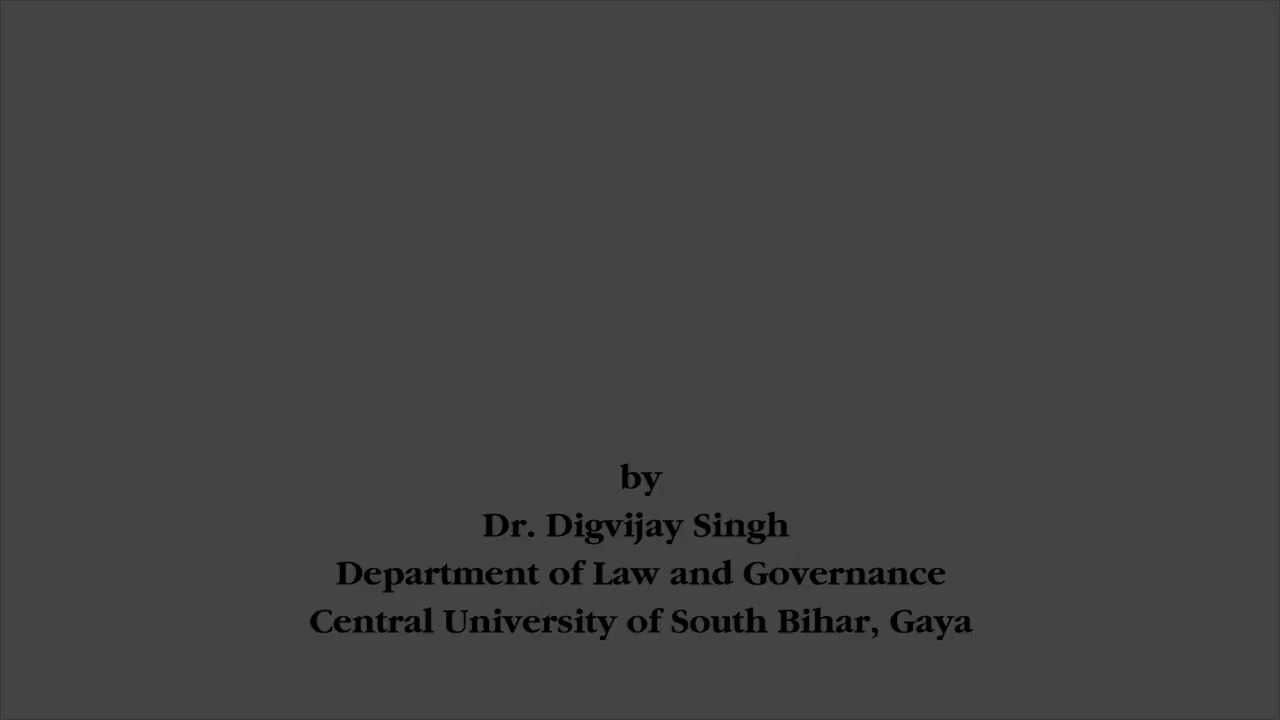 by
Dr. Digvijay Singh
Department of Law and Governance
Central University of South Bihar, Gaya